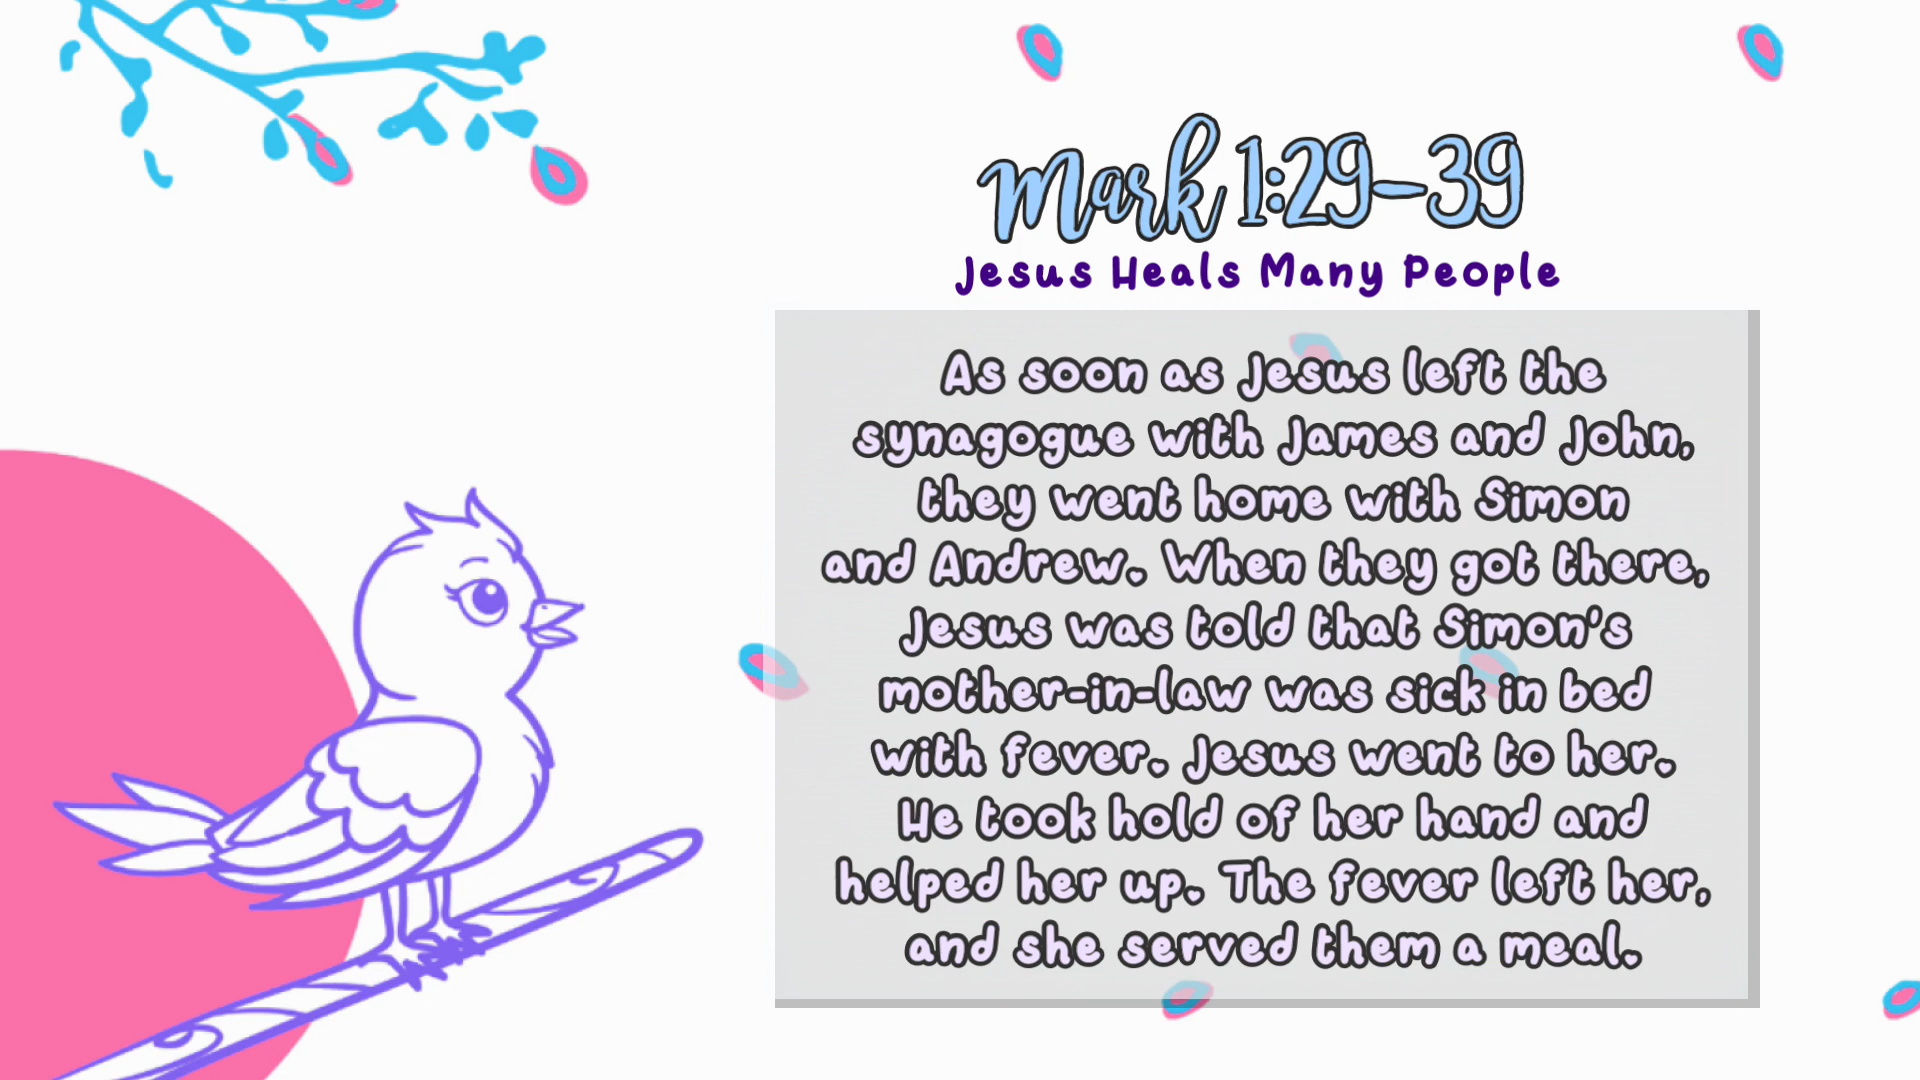 Mark 1:29-39
Jesus Heals Many People
As soon as Jesus left the
synagogue with James and John,
they went home with Simon
and Andrew. When they got there,
Jesus was told that Simon's
mother-in-law was sick in bed
with fever. Jesus went to her.
He took hold of her hand and
helped her up. The fever left her,
and she served them a meal.